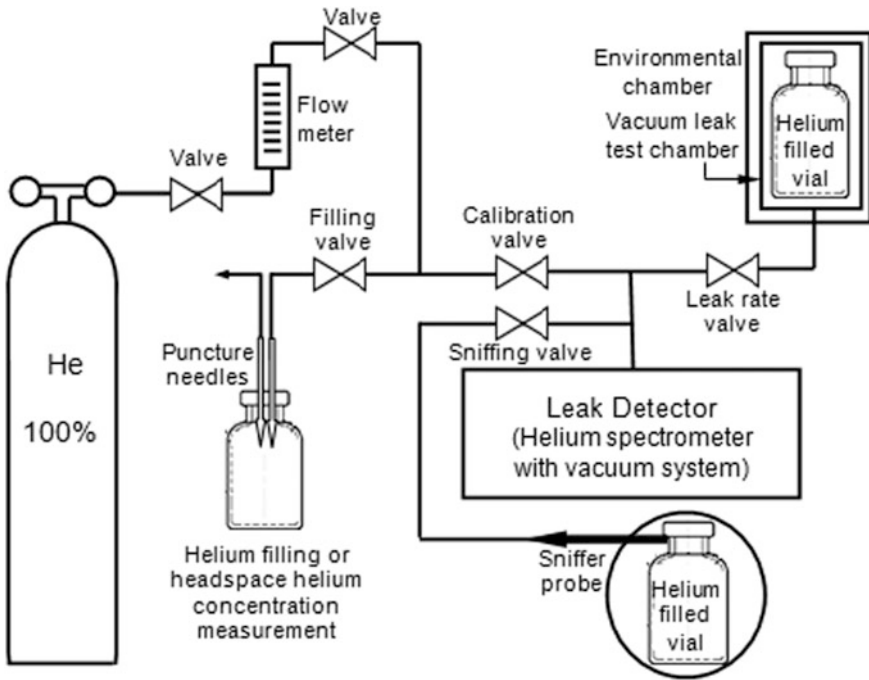 Valve
Flow
meter
Valve
Environmental
chamber
Vacuum leak
test chamber
Helium
filled
vial
Filling
valve
Calibration
valve
Leak rate
valve
Sniffing valve
Puncture
needles
He
100%
Leak Detector
(Helium spectrometer
with vacuum system)
Helium filling or
headspace helium
concentration
measurement
Sniffer
probe
Helium
filled
vial